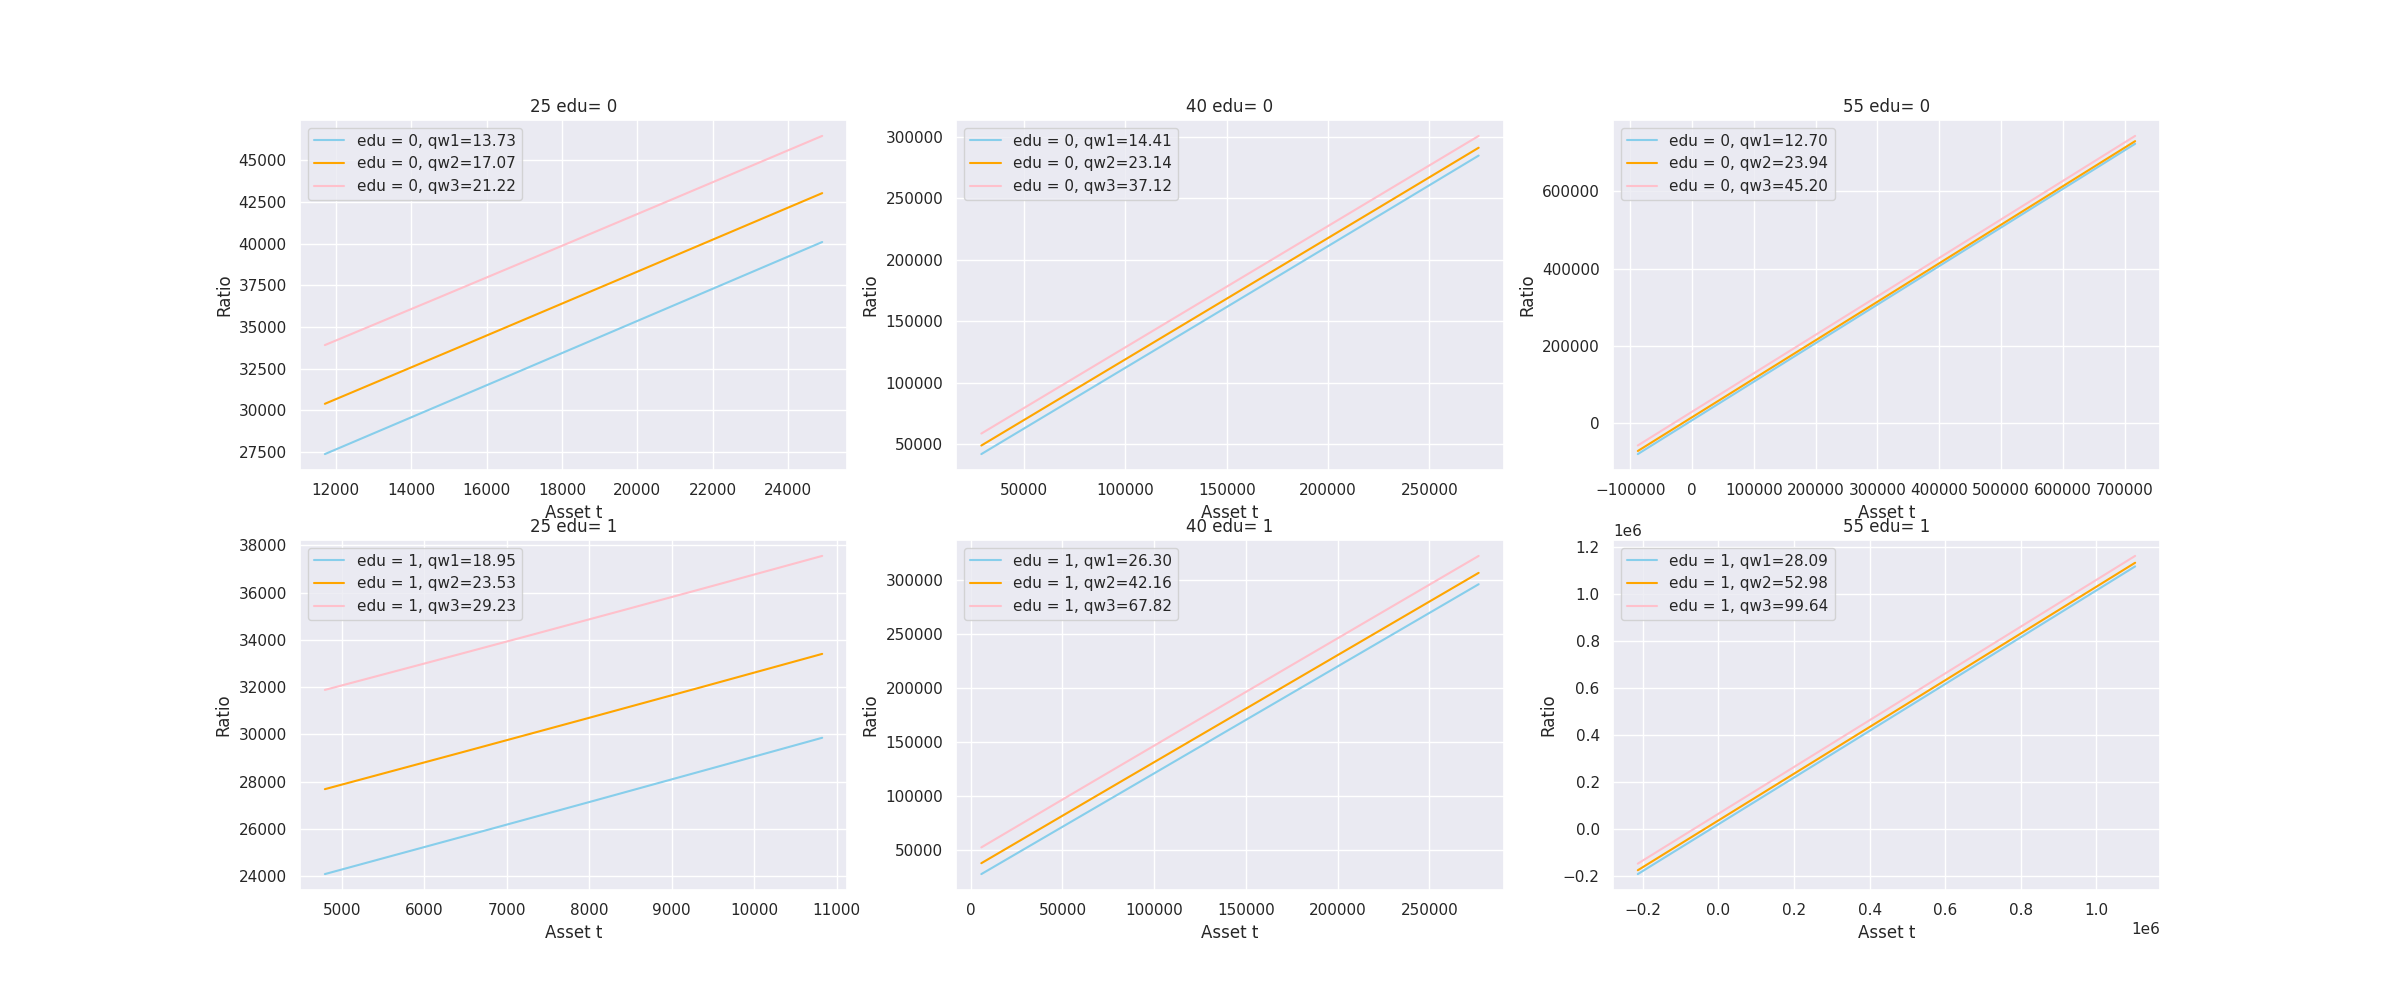 25 edu= 0
edu = 0, qw1=13.73
edu = 0, qw2=17.07
edu = 0, qw3=21.22
45000
42500
40000
37500
35000
32500
30000
27500
Ratio
12000 14000 16000 18000 20000 22000 24000
Asset t
40 edu= 0
edu = 0, qw1=14.41
edu = 0, qw2=23.14
edu = 0, qw3=37.12
300000
250000
200000
150000
100000
50000
Ratio
50000 100000 150000 200000 250000
Asset t
55 edu= 0
edu = 0, qw1=12.70
edu = 0, qw2=23.94
edu = 0, qw3=45.20
600000
400000
200000
0
Ratio
−100000 0 100000 200000 300000 400000 500000 600000 700000
Asset t
25 edu= 1
edu = 1, qw1=18.95
edu = 1, qw2=23.53
edu = 1, qw3=29.23
38000
36000
34000
32000
30000
28000
26000
24000
Ratio
5000 6000 7000 8000 9000 10000 11000
Asset t
40 edu= 1
edu = 1, qw1=26.30
edu = 1, qw2=42.16
edu = 1, qw3=67.82
300000
250000
200000
150000
100000
50000
Ratio
0 50000 100000 150000 200000 250000
Asset t
55 edu= 1
1e6
edu = 1, qw1=28.09
edu = 1, qw2=52.98
edu = 1, qw3=99.64
1.2
1.0
0.8
0.6
0.4
0.2
0.0
−0.2
Ratio
−0.2 0.0 0.2 0.4 0.6 0.8 1.0
1e6
Asset t